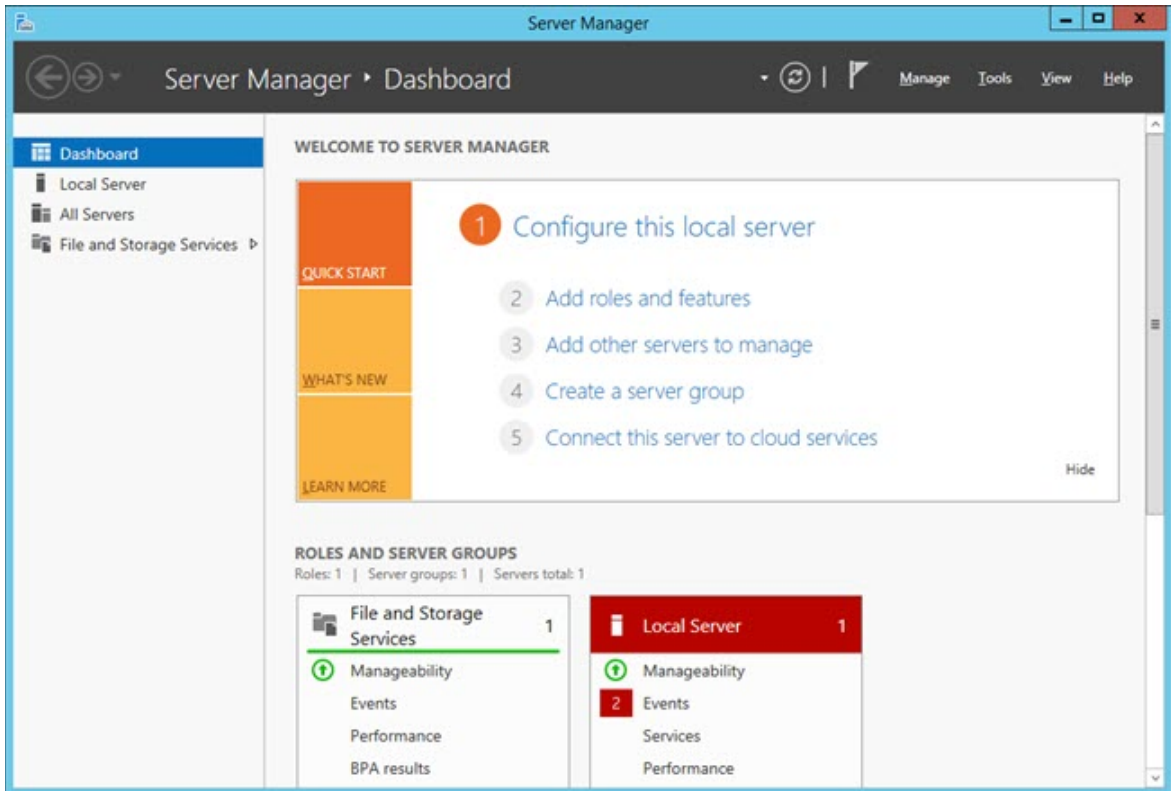 Server Manager
Server Manager • Dashboard
Manage Tools View Help
Dashboard
Local Server
All Servers
File and Storage Services
WELCOME TO SERVER MANAGER
QUICK START
WHAT'S NEW
LEARN MORE
1 Configure this local server
2 Add roles and features
3 Add other servers to manage
4 Create a server group
5 Connect this server to cloud services
Hide
ROLES AND SERVER GROUPS
Roles: 1 | Server groups: 1 | Servers total: 1
File and Storage
Services 1
Manageability
Events
Performance
BPA results
Local Server 1
Manageability
2 Events
Services
Performance